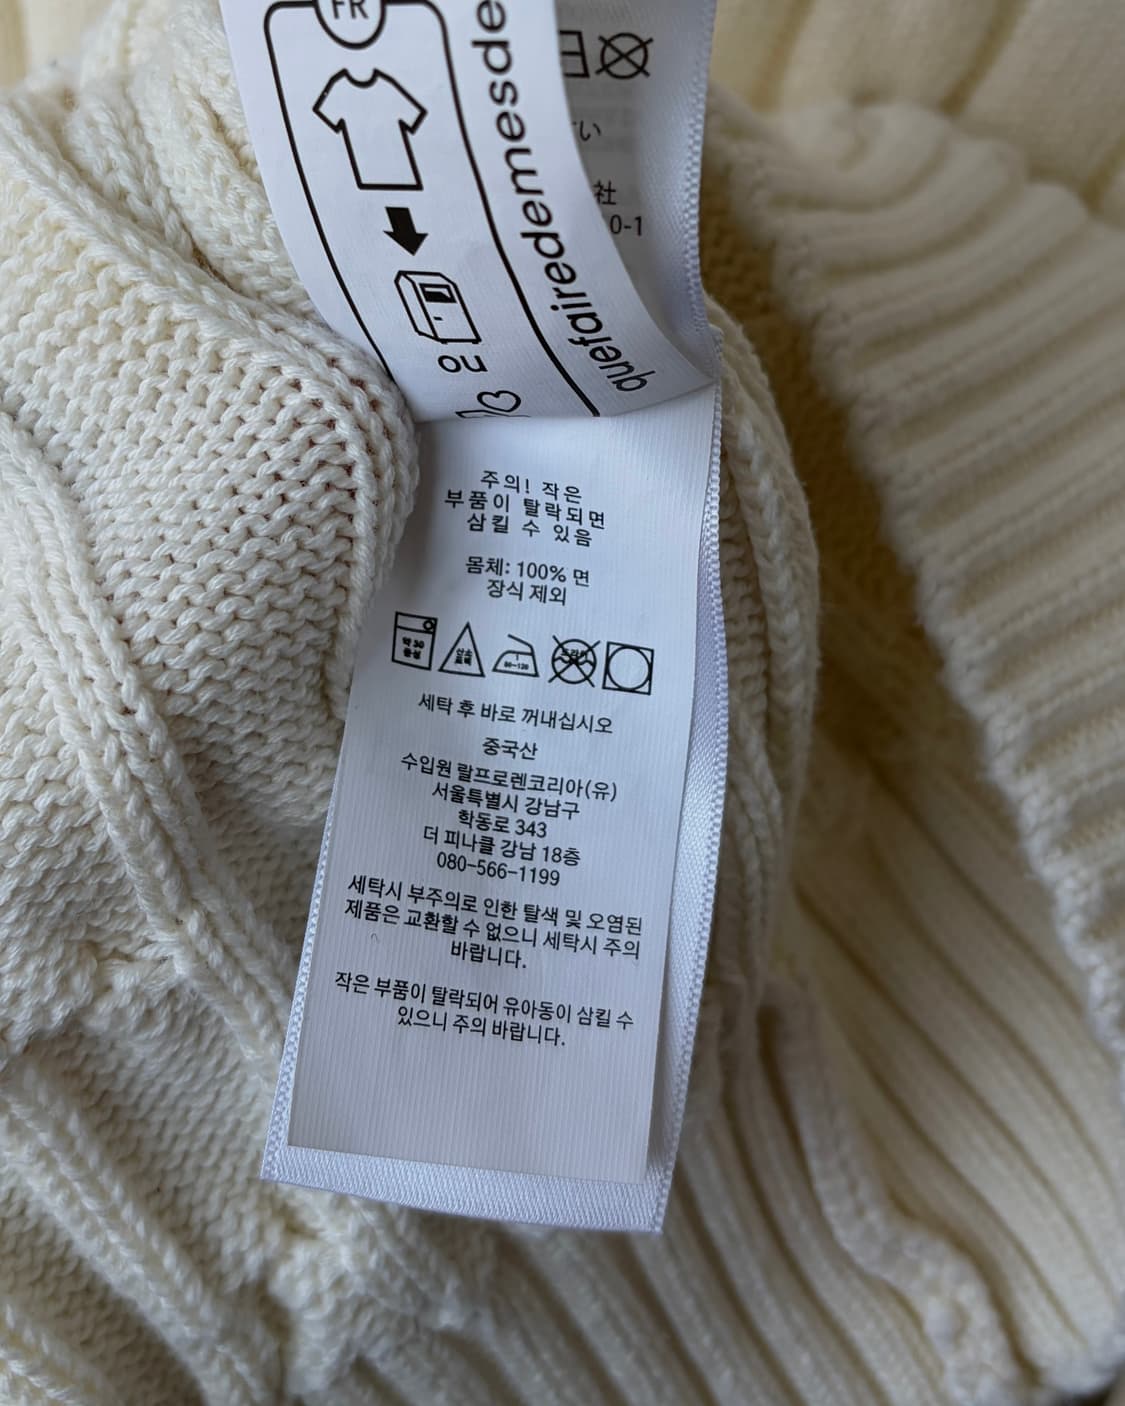 FR
quefairedemesde
OU
い
社
0-1
주의! 작은
부품이 탈락되면
삼킬 수 있음
몸체: 100% 면
장식 제외
세탁 후 바로 꺼내십시오
중국산
수입원 랄프로렌코리아(유)
서울특별시 강남구
학동로 343
더 피나클 강남 18층
080-566-1199
세탁시 부주의로 인한 탈색 및 오염된
제품은 교환할 수 없으니 세탁시 주의
바랍니다.
작은 부품이 탈락되어 유아동이 삼킬 수
있으니 주의 바랍니다.